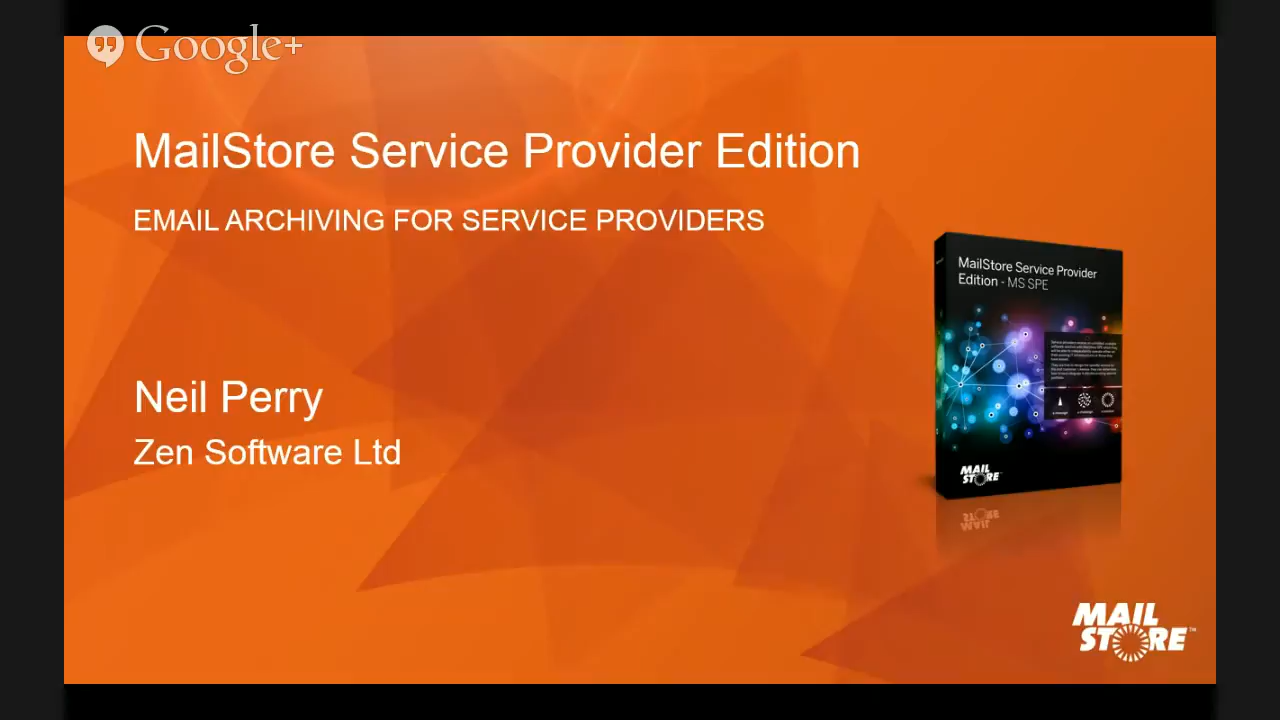 Google+
MailStore Service Provider Edition
EMAIL ARCHIVING FOR SERVICE PROVIDERS
MailStore Service Provider
Edition - MS SPE
Neil Perry
Zen Software Ltd
MAIL
STORE
MAIL
STORE™